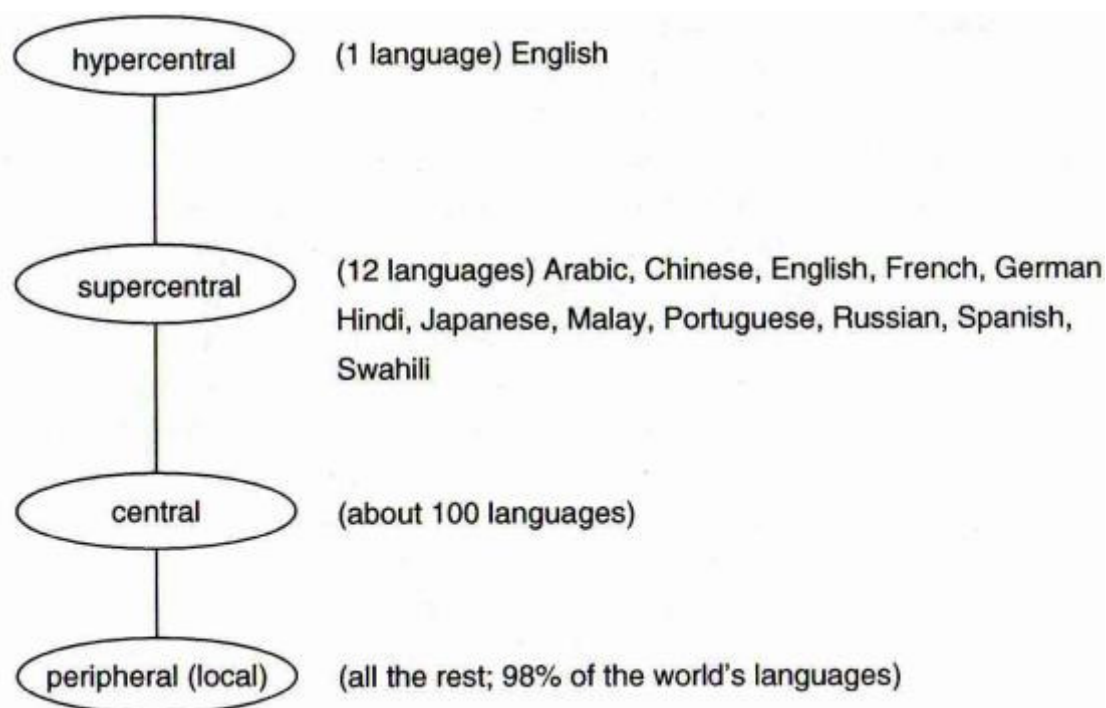 hypercentral (1 language) English
supercentral (12 languages) Arabic, Chinese, English, French, German
Hindi, Japanese, Malay, Portuguese, Russian, Spanish,
Swahili
central (about 100 languages)
peripheral (local) (all the rest; 98% of the world's languages)